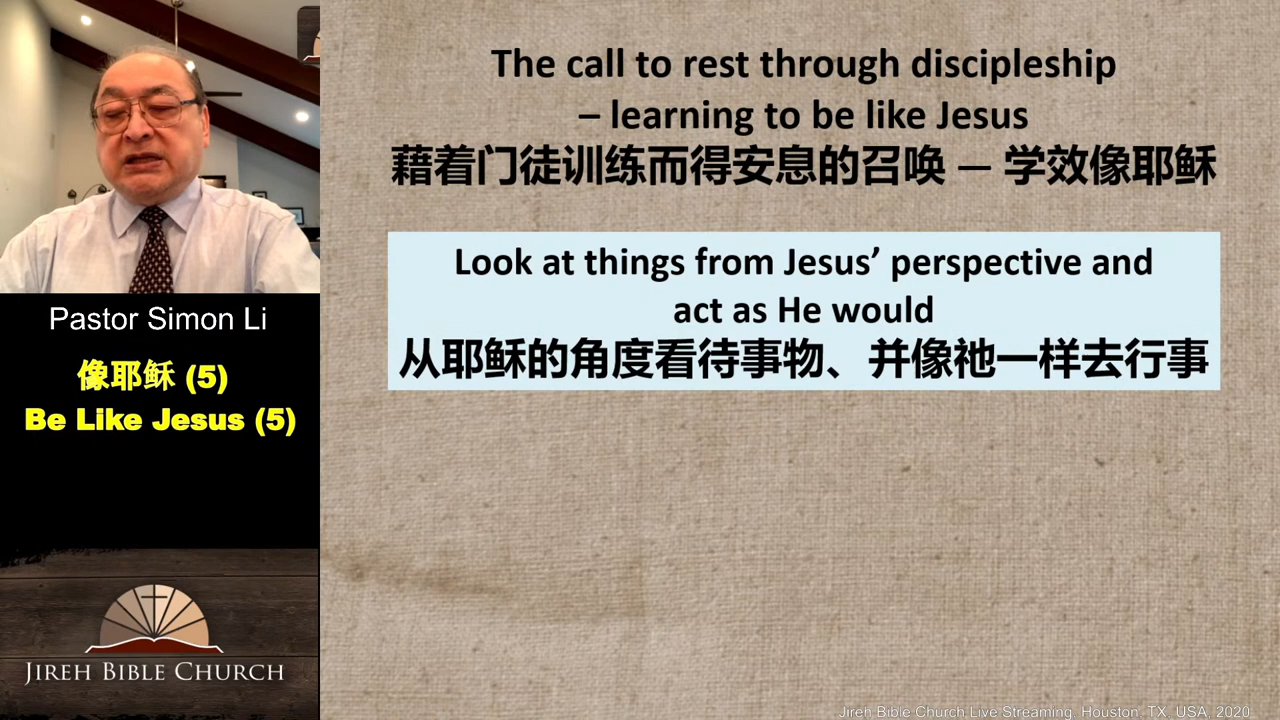 The call to rest through discipleship
– learning to be like Jesus
藉着门徒训练而得安息的召唤 — 学效像耶稣
Look at things from Jesus’ perspective and
act as He would
从耶稣的角度看待事物、并像祂一样去行事
Pastor Simon Li
像耶稣 (5)
Be Like Jesus (5)
JIREH BIBLE CHURCH
Jireh Bible Church Live Streaming, Houston, TX, USA, 2020